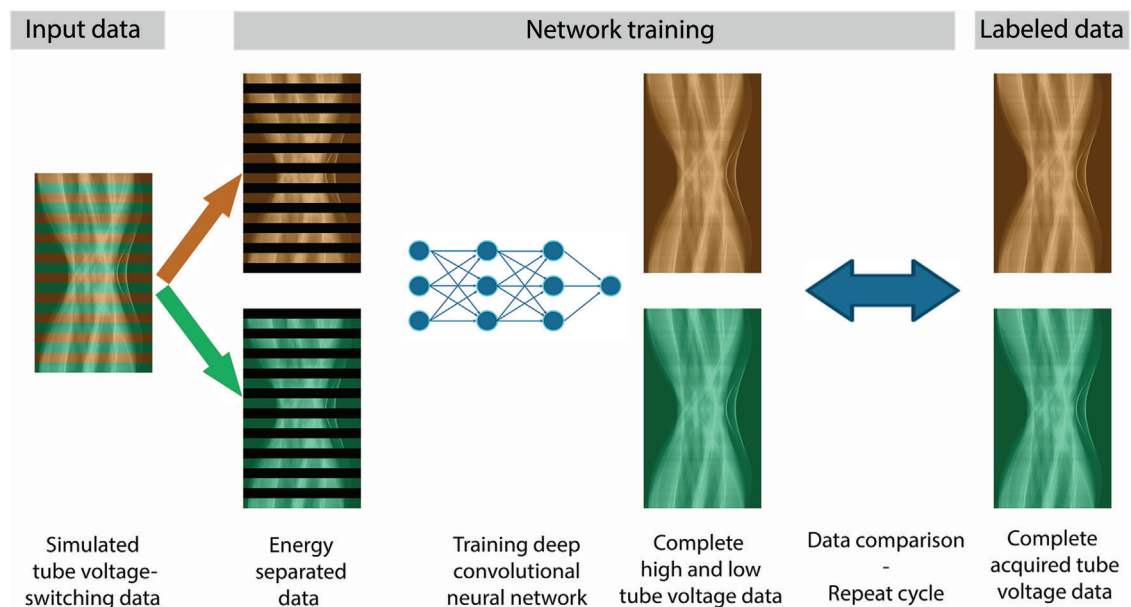 Input data
Network training
Labeled data
Simulated
tube voltage-
switching data
Energy
separated
data
Training deep
convolutional
neural network
Complete
high and low
tube voltage data
Data comparison
-
Repeat cycle
Complete
acquired tube
voltage data